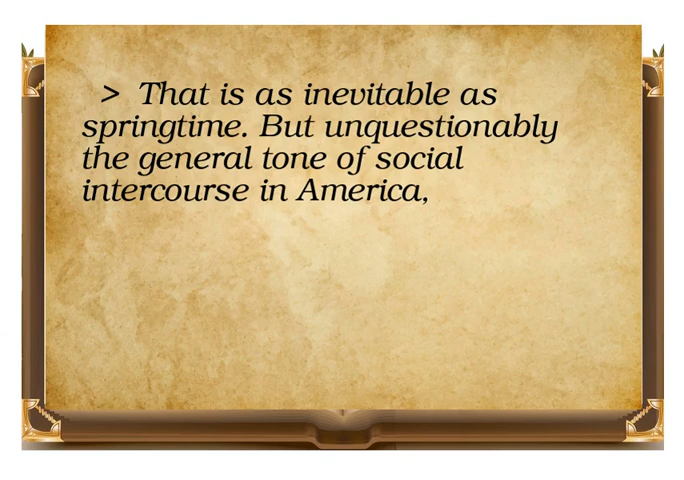 > That is as inevitable as
springtime. But unquestionably
the general tone of social
intercourse in America,